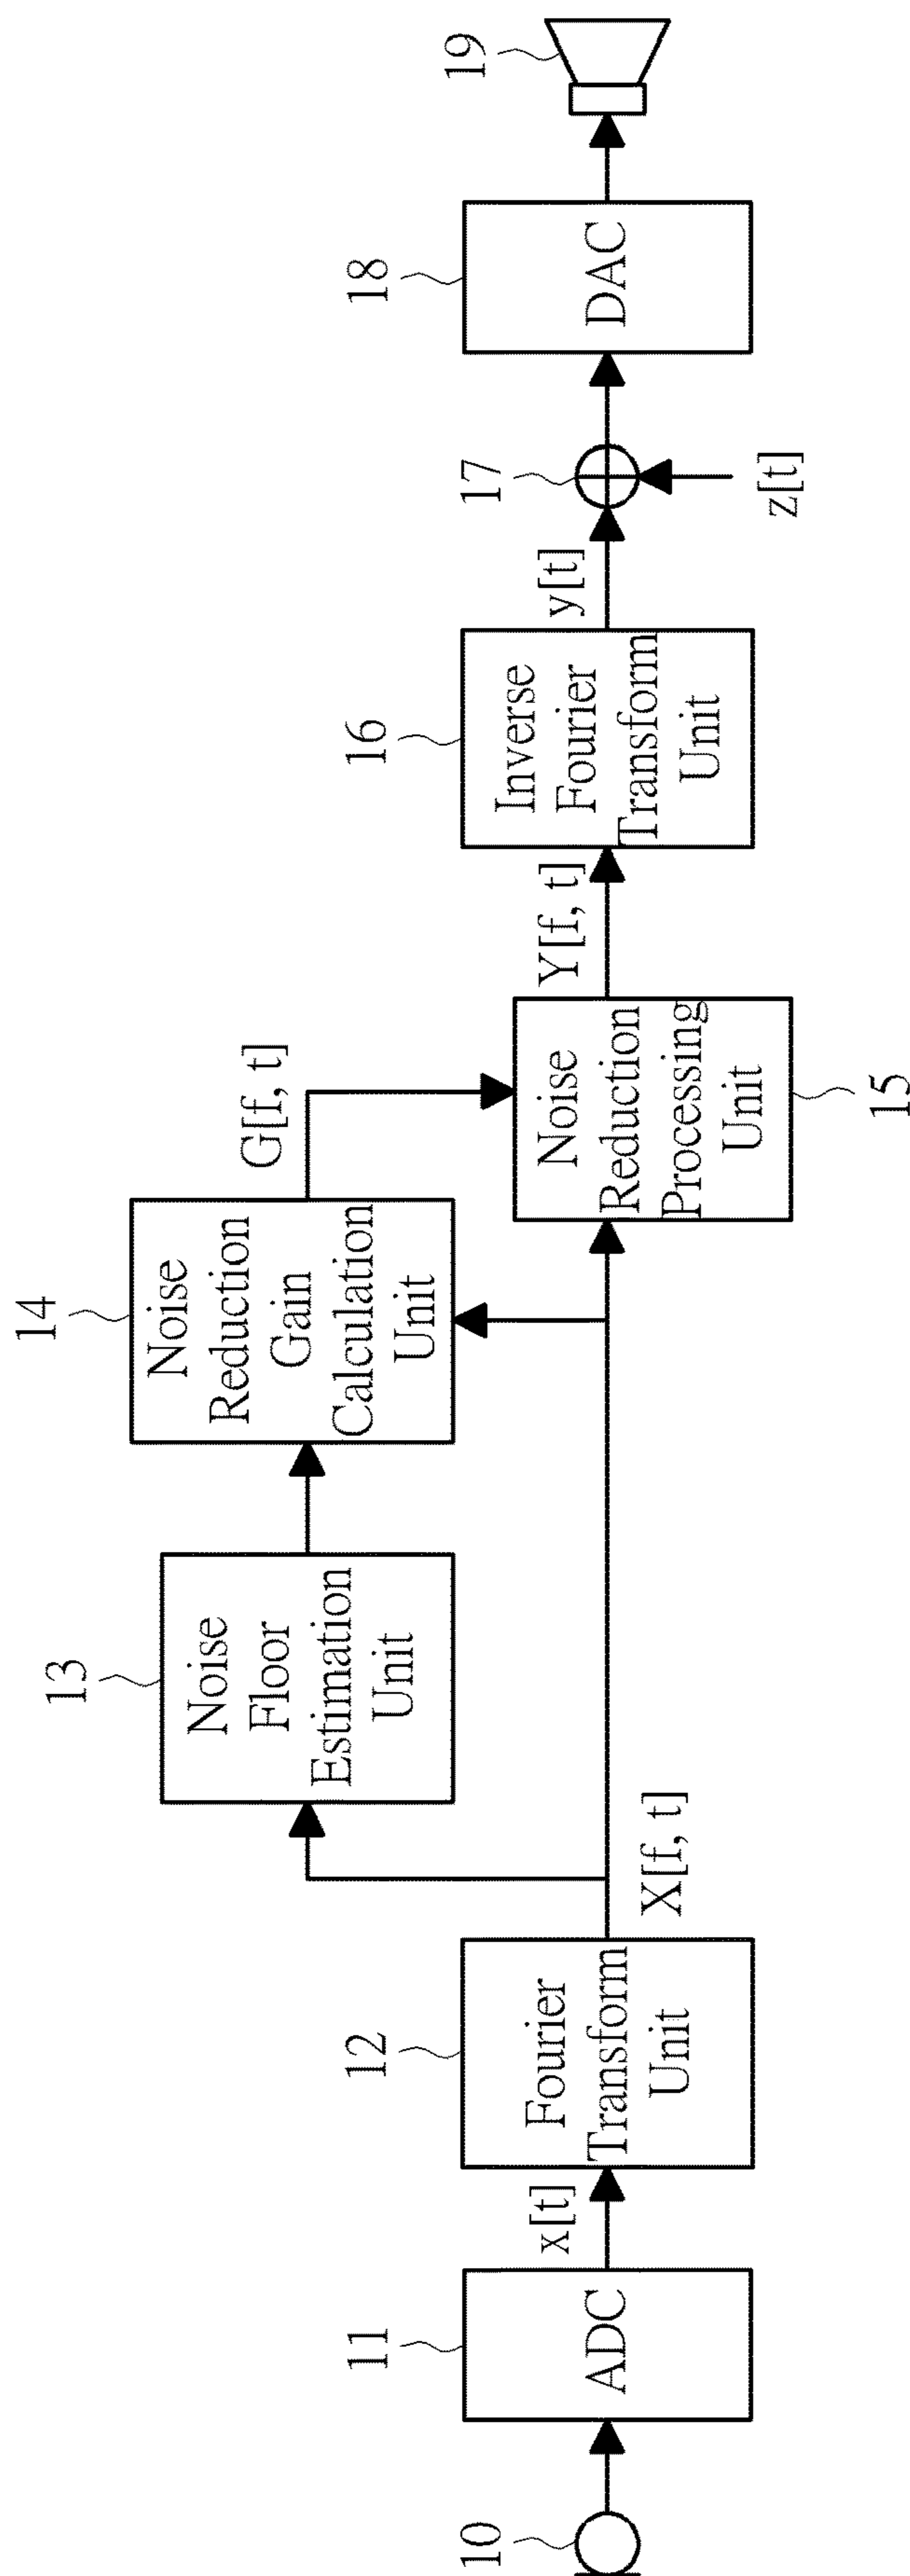 10
11
ADC
x[t]
12
Fourier
Transform
Unit
X[f, t]
13
Noise
Floor
Estimation
Unit
14
Noise
Reduction
Gain
Calculation
Unit
G[f, t]
Noise
Reduction
Processing
Unit
15
Y[f, t]
16
Inverse
Fourier
Transform
Unit
y[t]
17
z[t]
18
DAC
19